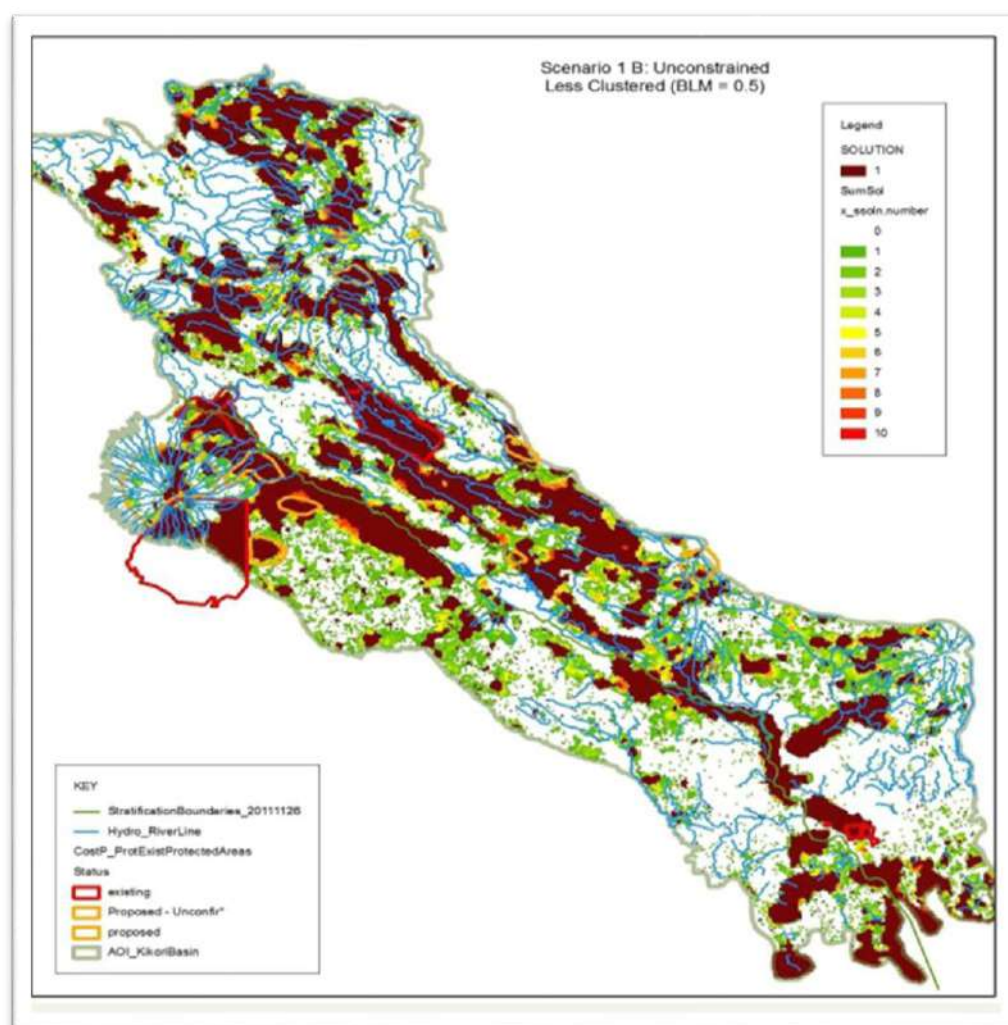 Scenario 1 B: Unconstrained
Less Clustered (BLM = 0.5)
Legend
SOLUTION
1
SumSol
x_ssoln.number
0
1
2
3
4
5
6
7
8
9
10
KEY
StratificationBoundaries_20111126
Hydro_RiverLine
CostP_ProtExistProtectedAreas
Status
existing
Proposed - Unconfir*
proposed
AOI_KikoriBasin